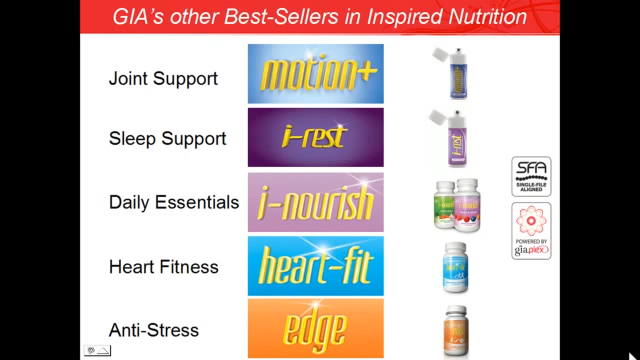 GIA's other Best-Sellers in Inspired Nutrition
Joint Support
motion+
Sleep Support
i-rest
Daily Essentials
i-nourish
Heart Fitness
heart-fit
Anti-Stress
edge
SFA
SINGLE-FILE
ALIGNED
POWERED BY
giaplex